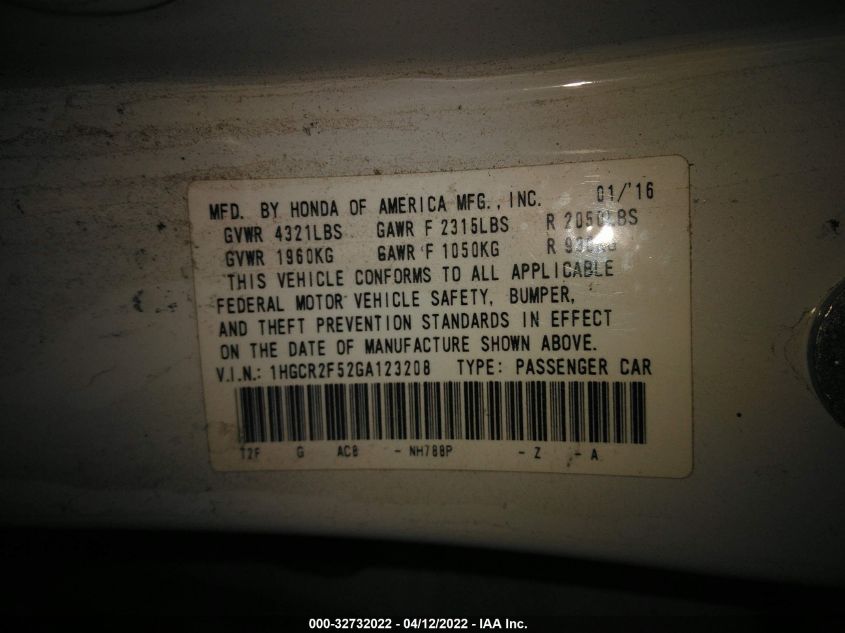 MFD. BY HONDA OF AMERICA MFG., INC. 01/'16
GVWR 4321LBS GAWR F 2315LBS R 2050LBS
GVWR 1960KG GAWR F 1050KG R
THIS VEHICLE CONFORMS TO ALL APPLICABLE
FEDERAL MOTOR VEHICLE SAFETY, BUMPER,
AND THEFT PREVENTION STANDARDS IN EFFECT
ON THE DATE OF MANUFACTURE SHOWN ABOVE.
V.I.N.: 1HGCR2F52GA123208 TYPE: PASSENGER CAR
T2F G AC8 - NH788P - Z - A
000-32732022 - 04/12/2022 - IAA Inc.